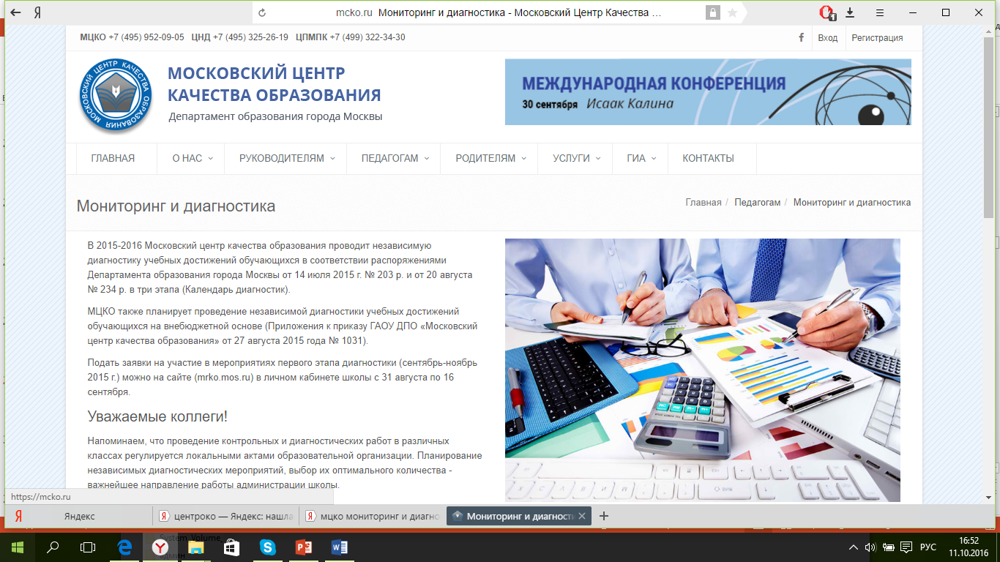 mcko.ru Мониторинг и диагностика - Московский Центр Качества …
1
МЦКО +7 (495) 952-09-05 ЦНД +7 (495) 325-26-19 ЦПМПК +7 (499) 322-34-30
Вход Регистрация
МОСКОВСКИЙ ЦЕНТР КАЧЕСТВА ОБРАЗОВАНИЯ
МОСКОВСКИЙ ЦЕНТР
КАЧЕСТВА ОБРАЗОВАНИЯ
Департамент образования города Москвы
МЕЖДУНАРОДНАЯ КОНФЕРЕНЦИЯ
30 сентября Исаак Калина
ГЛАВНАЯ О НАС РУКОВОДИТЕЛЯМ ПЕДАГОГАМ РОДИТЕЛЯМ УСЛУГИ ГИА КОНТАКТЫ
Мониторинг и диагностика
Главная / Педагогам / Мониторинг и диагностика
В 2015-2016 Московский центр качества образования проводит независимую
диагностику учебных достижений обучающихся в соответствии распоряжениями
Департамента образования города Москвы от 14 июля 2015 г. № 203 р. и от 20 августа
№ 234 р. в три этапа (Календарь диагностик).
МЦКО также планирует проведение независимой диагностики учебных достижений
обучающихся на внебюджетной основе (Приложения к приказу ГАОУ ДПО «Московский
центр качества образования» от 27 августа 2015 года № 1031).
Подать заявки на участие в мероприятиях первого этапа диагностики (сентябрь-ноябрь
2015 г.) можно на сайте (mrko.mos.ru) в личном кабинете школы с 31 августа по 16
сентября.
Уважаемые коллеги!
Напоминаем, что проведение контрольных и диагностических работ в различных
классах регулируется локальными актами образовательной организации. Планирование
независимых диагностических мероприятий, выбор их оптимального количества -
важнейшее направление работы администрации школы.
https://mcko.ru
Яндекс
центроко — Яндекс: нашла
мцко мониторинг и диагно
Мониторинг и диагности
РУС
16:52
11.10.2016